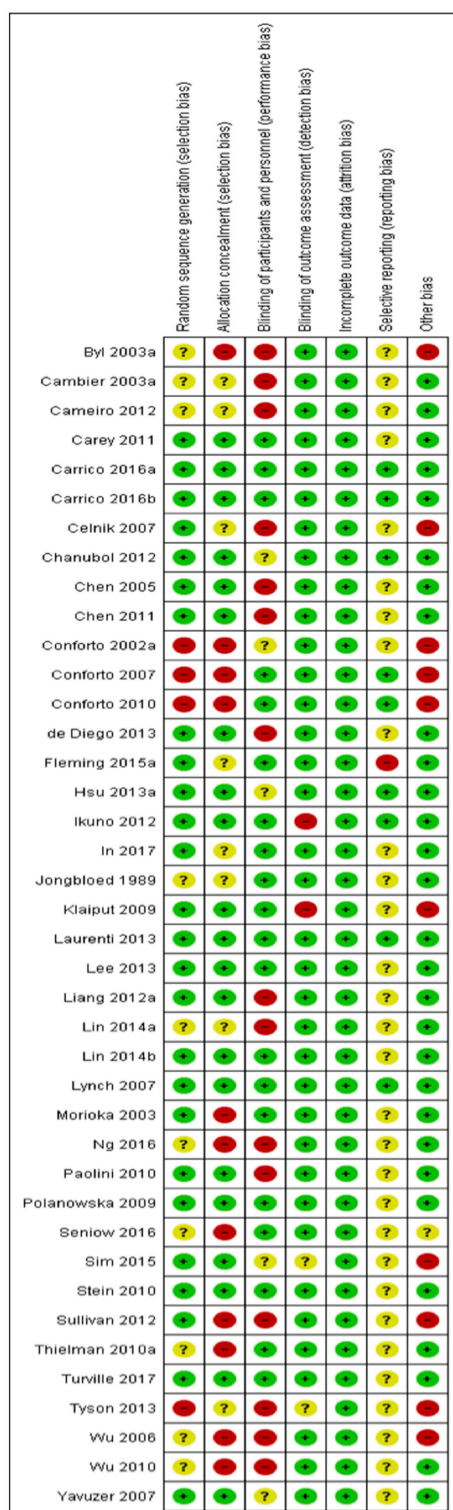 Random sequence generation (selection bias)
Allocation concealment (selection bias)
Blinding of participants and personnel (performance bias)
Blinding of outcome assessment (detection bias)
Incomplete outcome data (attrition bias)
Selective reporting (reporting bias)
Other bias
Byl 2003a ? - - + + ? -
Cambier 2003a ? ? - + + ? +
Cameiro 2012 ? ? - + + ? +
Carey 2011 + + + + + ? +
Carrico 2016a + + + + + + +
Carrico 2016b + + + + + + +
Celnik 2007 + ? - + + ? -
Chanubol 2012 + + ? + + + +
Chen 2005 + + - + + ? +
Chen 2011 + + - + + ? +
Conforto 2002a - - ? + + ? -
Conforto 2007 - - + + + + -
Conforto 2010 - - + + + + -
de Diego 2013 + + - + + ? +
Fleming 2015a + ? + + + - +
Hsu 2013a + + ? + + + +
Ikuno 2012 + + + - + + +
In 2017 + ? + + + ? +
Jongbloed 1989 ? ? + + + ? +
Klaiput 2009 + + + - + ? -
Laurenti 2013 + + + + + + +
Lee 2013 + + + + + ? +
Liang 2012a + + - + + ? +
Lin 2014a ? ? - + + ? +
Lin 2014b + + + + + ? +
Lynch 2007 + + + + + + +
Morioka 2003 + - + + + ? +
Ng 2016 ? - - + + ? +
Paolini 2010 + + - + + ? +
Polanowska 2009 + + + + + ? +
Seniow 2016 ? - + + + ? ?
Sim 2015 + + ? ? + ? -
Stein 2010 + + + + + ? +
Sullivan 2012 + - - + + ? -
Thielman 2010a ? - + + + ? +
Turville 2017 + + + + + ? +
Tyson 2013 - ? - ? + ? -
Wu 2006 ? - - + + ? -
Wu 2010 ? - - + + ? +
Yavuzer 2007 + + ? + + ? +